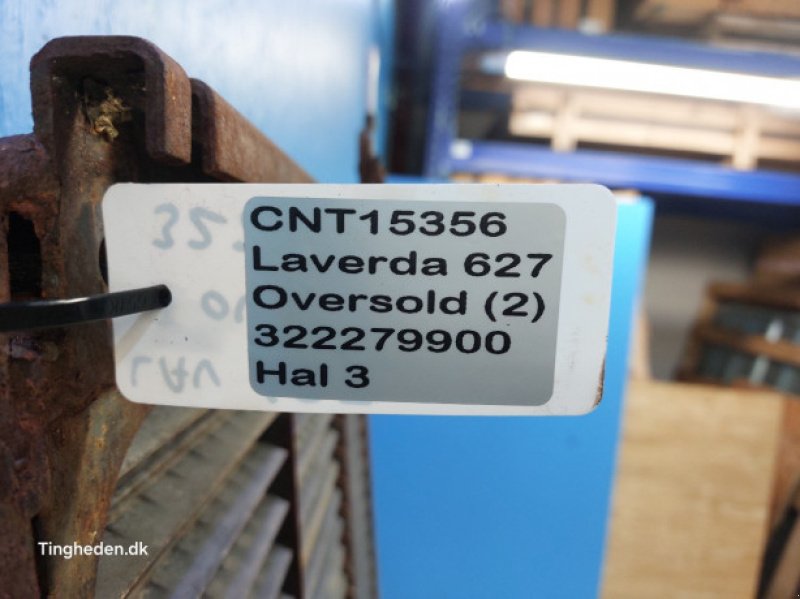 CNT15356
Laverda 627
Oversold (2)
322279900
Hal 3
Tingheden.dk